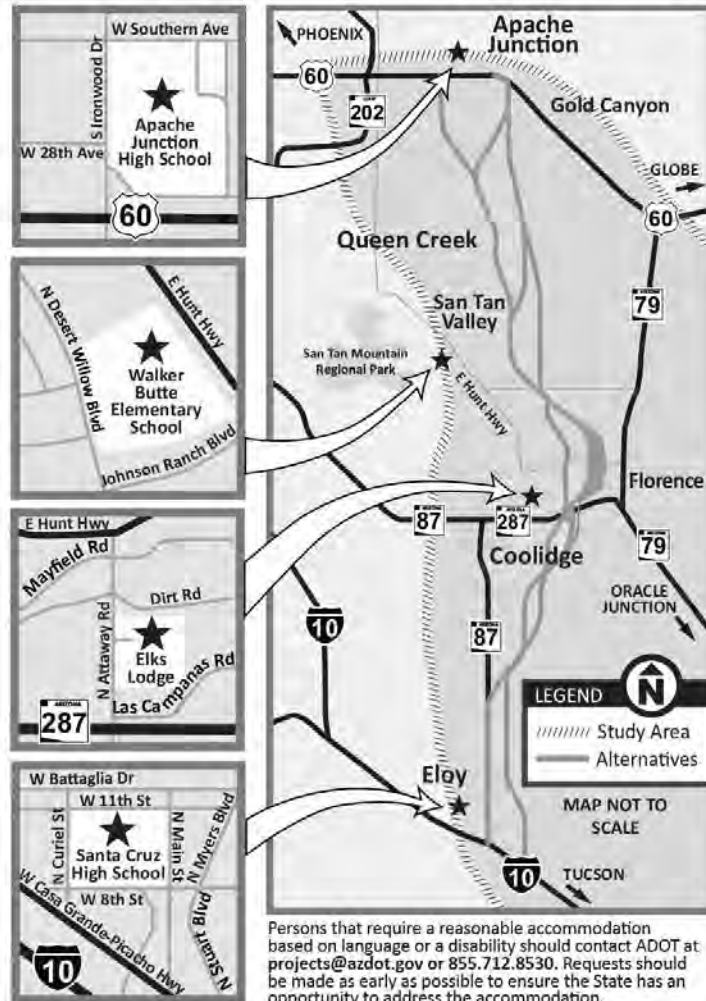 W Southern Ave
S Ironwood Dr
Apache
Junction
High School
W 28th Ave
60
N Desert Willow Blvd
E Hunt Hwy
Walker
Butte
Elementary
School
Johnson Ranch Blvd
E Hunt Hwy
Mayfield Rd
Dirt Rd
N Attaway Rd
Elks
Lodge
Las Campanas Rd
ARIZONA
287
W Battaglia Dr
W 11th St
N Curiel St
Santa Cruz
High School
N Main St
N Myers Blvd
W 8th St
W Casa Grande-Picacho Hwy
N Stuart Blvd
10
PHOENIX
Apache
Junction
60
LOOP
202
Gold Canyon
GLOBE
60
Queen Creek
ARIZONA
79
San Tan
Valley
San Tan Mountain
Regional Park
E Hunt Hwy
Florence
ARIZONA
87
ARIZONA
287
Coolidge
ARIZONA
79
ORACLE
JUNCTION
10
ARIZONA
87
LEGEND
N
Study Area
Alternatives
Eloy
MAP NOT TO
SCALE
10
TUCSON
Persons that require a reasonable accommodation
based on language or a disability should contact ADOT at
projects@azdot.gov or 855.712.8530. Requests should
be made as early as possible to ensure the State has an
opportunity to address the accommodation.